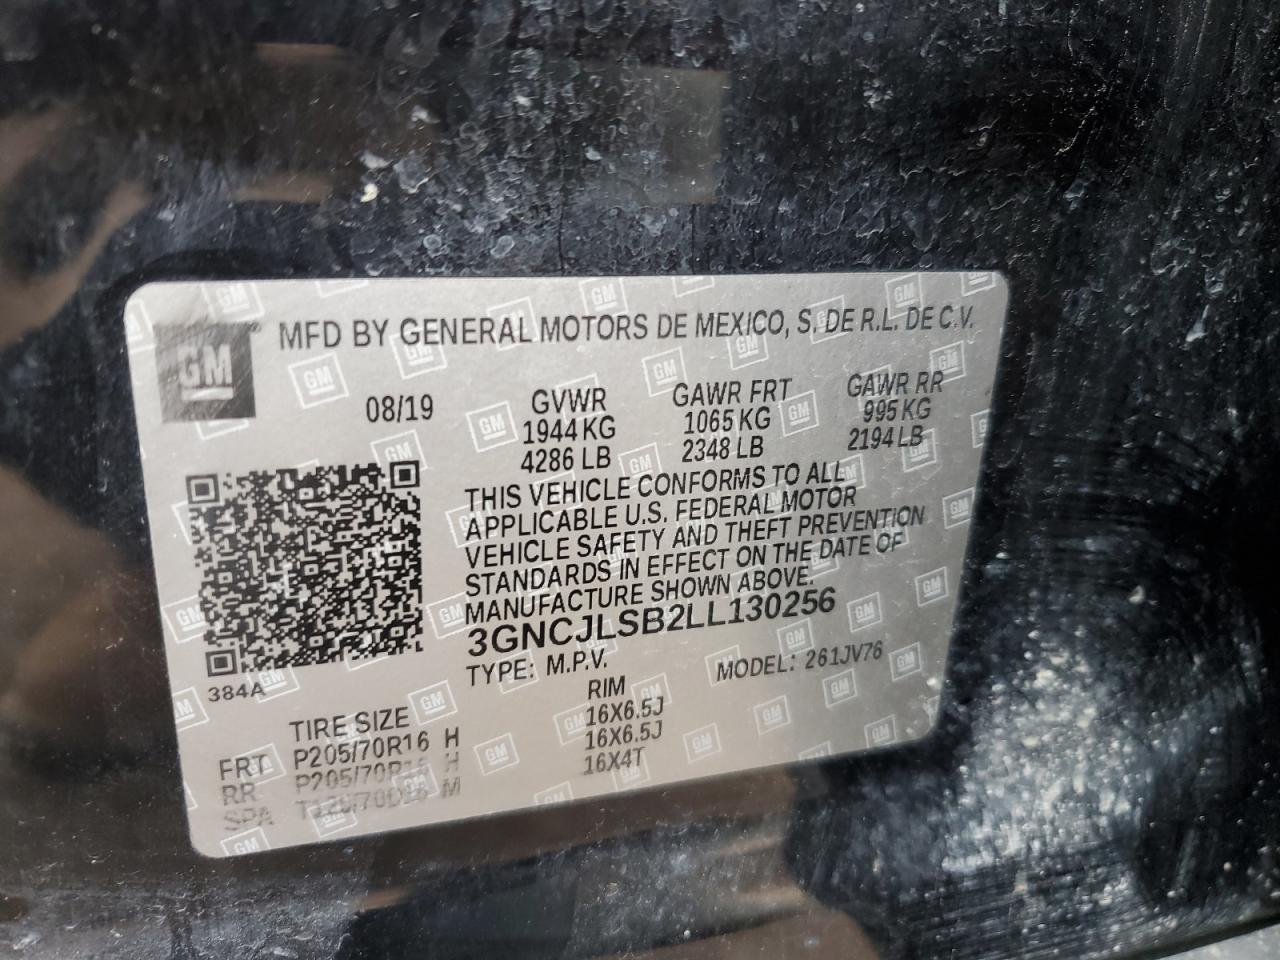 GM
MFD BY GENERAL MOTORS DE MEXICO, S. DE R.L. DE C.V.
08/19 GVWR GAWR FRT GAWR RR
1944 KG 1065 KG 995 KG
4286 LB 2348 LB 2194 LB
THIS VEHICLE CONFORMS TO ALL
APPLICABLE U.S. FEDERAL MOTOR
VEHICLE SAFETY AND THEFT PREVENTION
STANDARDS IN EFFECT ON THE DATE OF
MANUFACTURE SHOWN ABOVE.
3GNCJLSB2LL130256
TYPE: M.P.V. MODEL: 261JV76
384A
TIRE SIZE RIM
FRT P205/70R16 H 16X6.5J
RR P205/70R16 H 16X6.5J
SPA M 16X4T